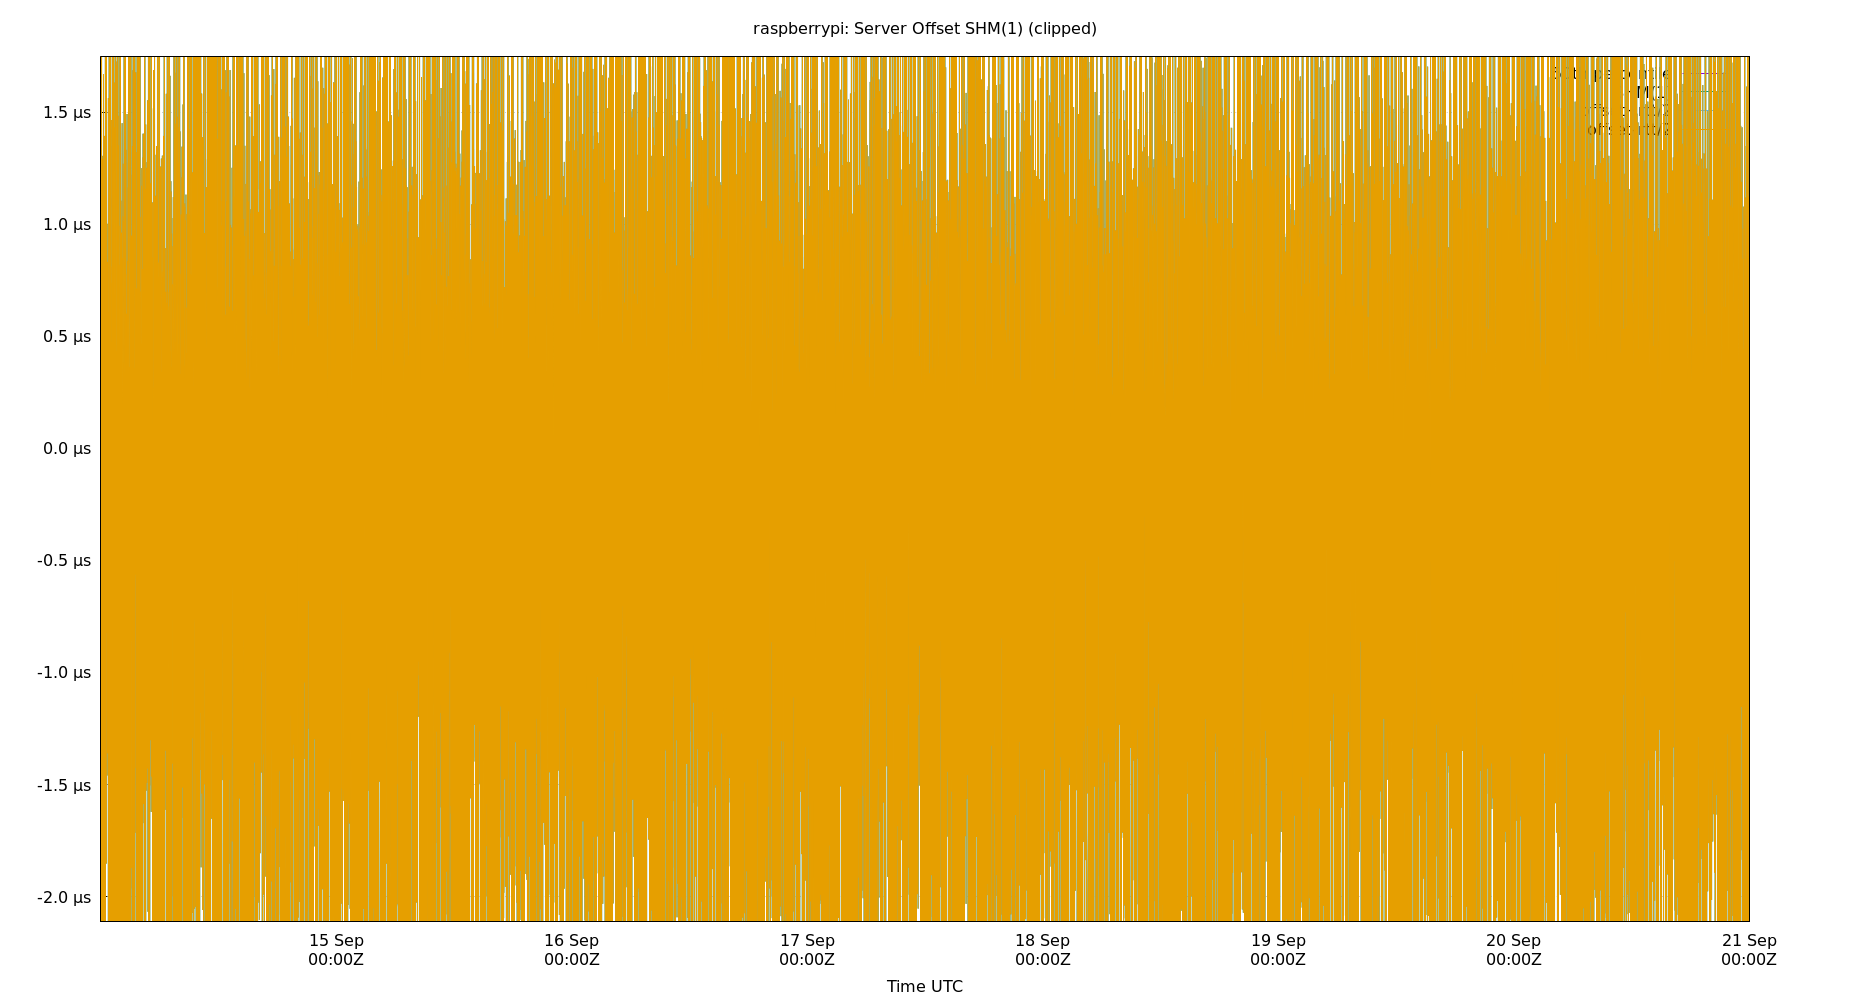 raspberrypi: Server Offset SHM(1) (clipped)
1.5 µs
1.0 µs
0.5 µs
0.0 µs
-0.5 µs
-1.0 µs
-1.5 µs
-2.0 µs
15 Sep 16 Sep 17 Sep 18 Sep 19 Sep 20 Sep 21 Sep
00:00Z 00:00Z 00:00Z 00:00Z 00:00Z 00:00Z 00:00Z
Time UTC